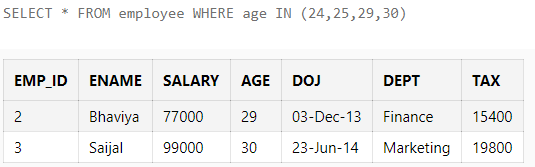 SELECT * FROM employee WHERE age IN (24,25,29,30)
EMP_ID ENAME SALARY AGE DOJ DEPT TAX
2 Bhaviya 77000 29 03-Dec-13 Finance 15400
3 Saijal 99000 30 23-Jun-14 Marketing 19800